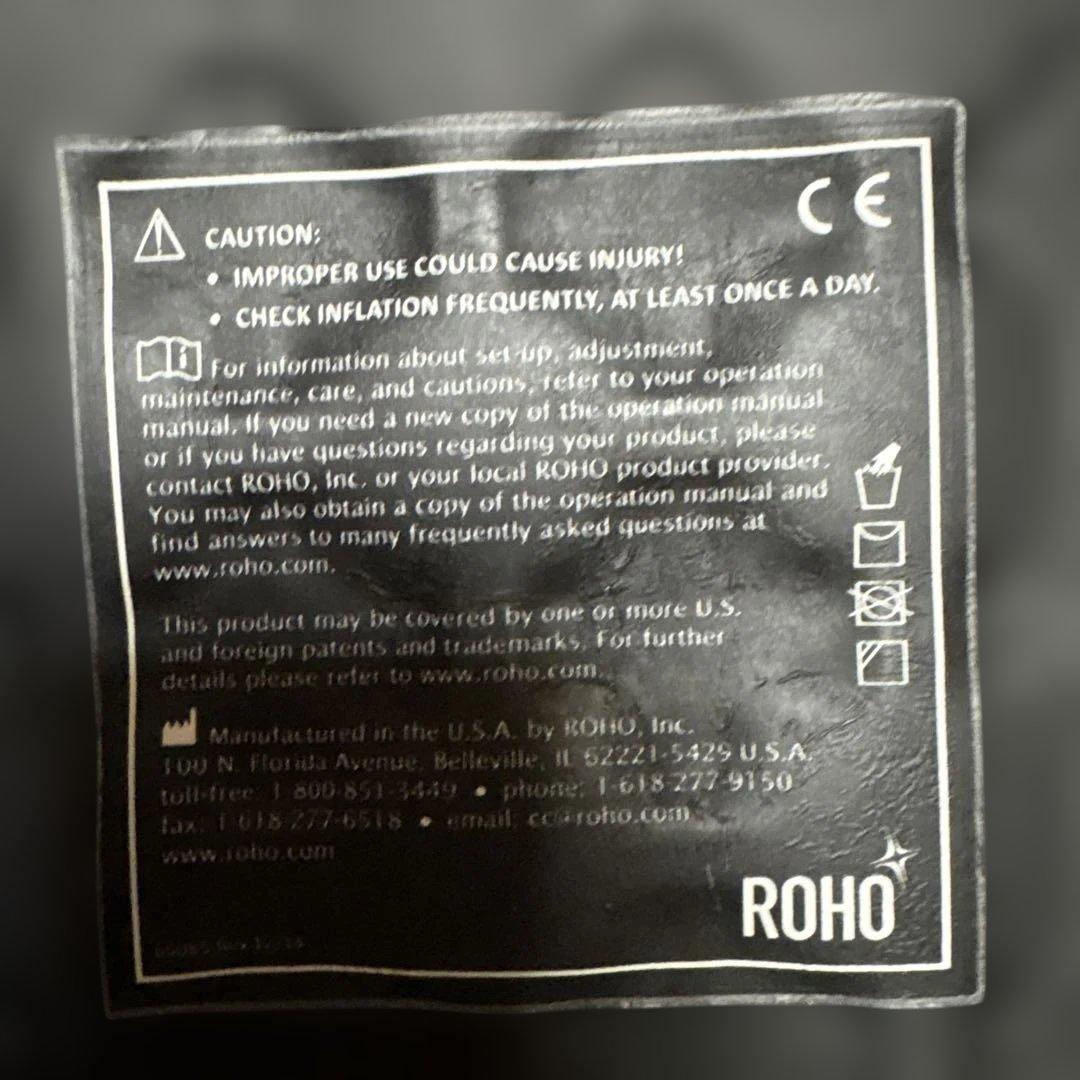 CE
CAUTION:
• IMPROPER USE COULD CAUSE INJURY!
• CHECK INFLATION FREQUENTLY, AT LEAST ONCE A DAY.
For information about set-up, adjustment,
maintenance, care, and cautions, refer to your operation
manual. If you need a new copy of the operation manual
or if you have questions regarding your product, please
contact ROHO, Inc. or your local ROHO product provider.
You may also obtain a copy of the operation manual and
find answers to many frequently asked questions at
www.roho.com.
This product may be covered by one or more U.S.
and foreign patents and trademarks. For further
details please refer to www.roho.com.
Manufactured in the U.S.A. by ROHO, Inc.
100 N. Florida Avenue, Belleville, IL 62221-5429 U.S.A.
toll-free: 1-800-851-3449 • phone: 1-618-277-9150
fax: 1-618-277-6518 • email: cc@roho.com
www.roho.com
ROHO